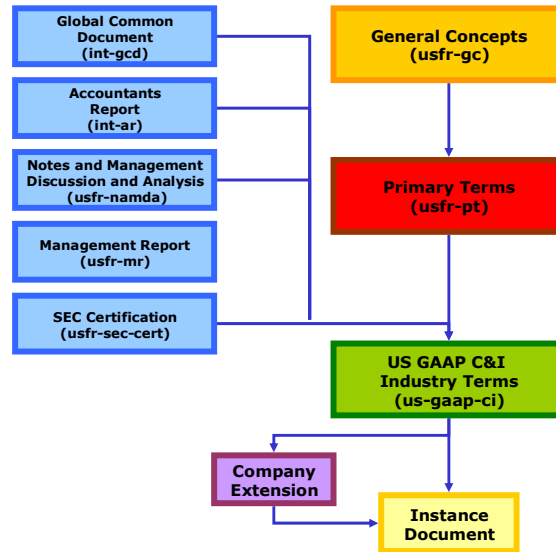 Global Common
Document
(int-gcd)
General Concepts
(usfr-gc)
Accountants
Report
(int-ar)
Notes and Management
Discussion and Analysis
(usfr-namda)
Primary Terms
(usfr-pt)
Management Report
(usfr-mr)
SEC Certification
(usfr-sec-cert)
US GAAP C&I
Industry Terms
(us-gaap-ci)
Company
Extension
Instance
Document